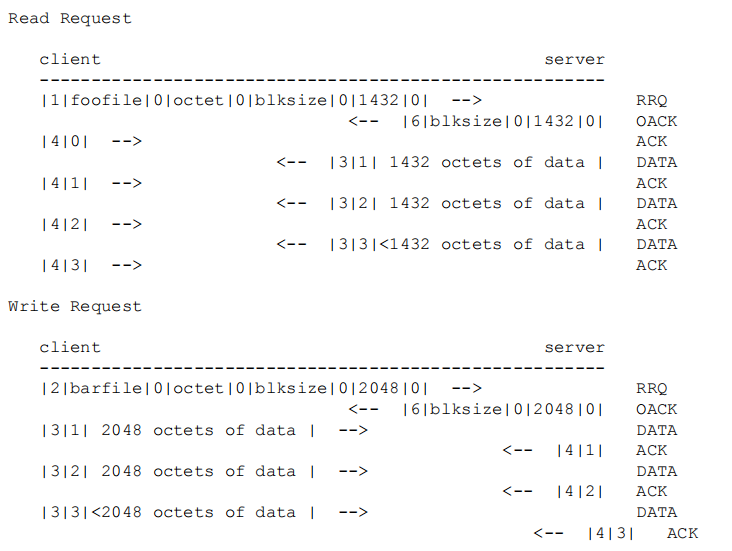 Read Request
client server
-------------------------------------------------------
|1|foofile|0|octet|0|blksize|0|1432|0| --> RRQ
<-- |6|blksize|0|1432|0| OACK
|4|0| --> ACK
<-- |3|1| 1432 octets of data | DATA
|4|1| --> ACK
<-- |3|2| 1432 octets of data | DATA
|4|2| --> ACK
<-- |3|3|<1432 octets of data | DATA
|4|3| --> ACK
Write Request
client server
-------------------------------------------------------
|2|barfile|0|octet|0|blksize|0|2048|0| --> RRQ
<-- |6|blksize|0|2048|0| OACK
|3|1| 2048 octets of data | --> DATA
<-- |4|1| ACK
|3|2| 2048 octets of data | --> DATA
<-- |4|2| ACK
|3|3|<2048 octets of data | --> DATA
<-- |4|3| ACK